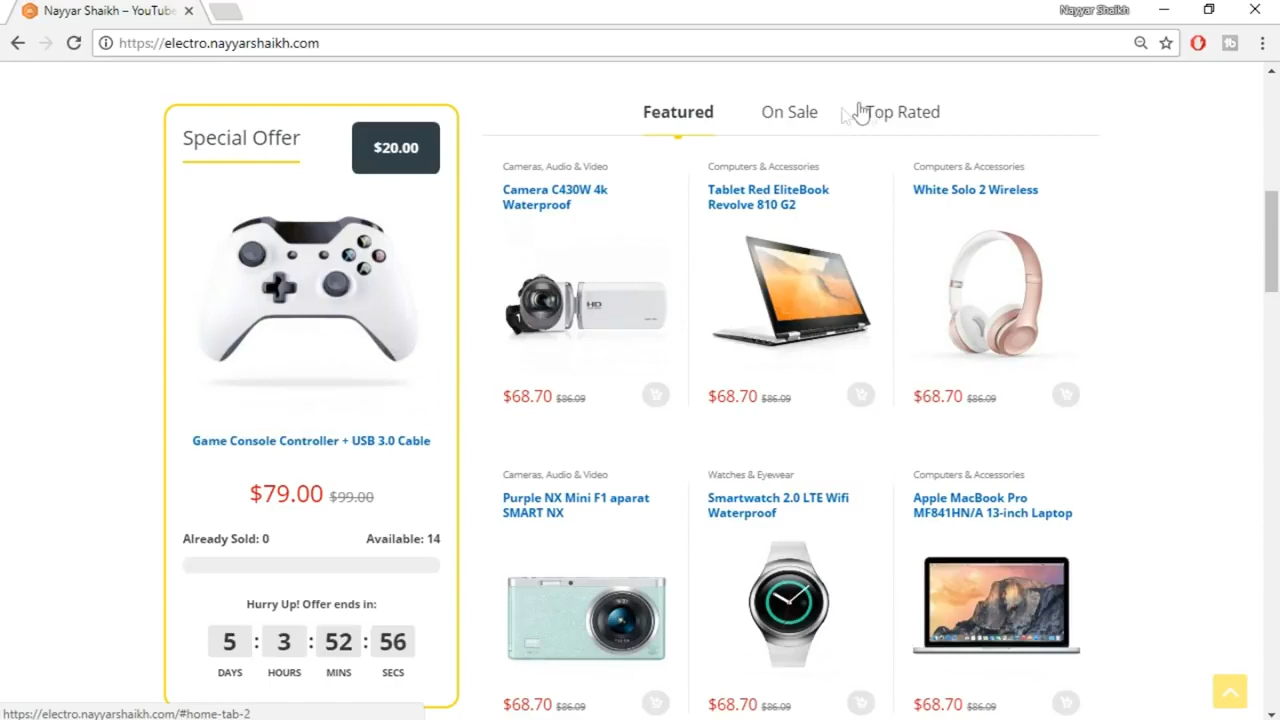 Nayyar Shaikh – YouTube
Nayyar Shaikh
https://electro.nayyarshaikh.com
Special Offer
$20.00
Game Console Controller + USB 3.0 Cable
$79.00 $99.00
Already Sold: 0 Available: 14
Hurry Up! Offer ends in:
5 : 3 : 52 : 56
DAYS HOURS MINS SECS
Featured On Sale Top Rated
Cameras, Audio & Video
Camera C430W 4k
Waterproof
HD
$68.70 $86.09
Computers & Accessories
Tablet Red EliteBook
Revolve 810 G2
$68.70 $86.09
Computers & Accessories
White Solo 2 Wireless
$68.70 $86.09
Cameras, Audio & Video
Purple NX Mini F1 aparat
SMART NX
$68.70 $86.09
Watches & Eyewear
Smartwatch 2.0 LTE Wifi
Waterproof
$68.70 $86.09
Computers & Accessories
Apple MacBook Pro
MF841HN/A 13-inch Laptop
$68.70 $86.09
https://electro.nayyarshaikh.com/#home-tab-2